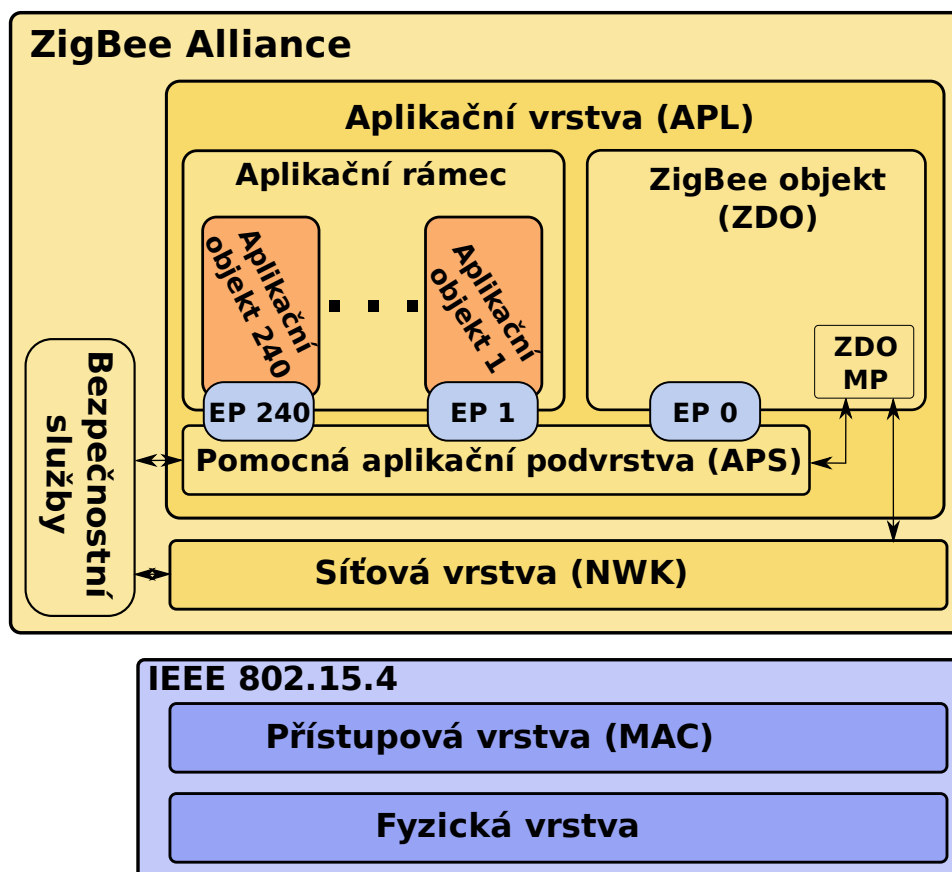 ZigBee Alliance
Aplikační vrstva (APL)
Aplikační rámec
Aplikační
objekt 240
Aplikační
objekt 1
ZigBee objekt
(ZDO)
ZDO
MP
EP 240
EP 1
EP 0
Pomocná aplikační podvrstva (APS)
Bezpečnostní
služby
Síťová vrstva (NWK)
IEEE 802.15.4
Přístupová vrstva (MAC)
Fyzická vrstva